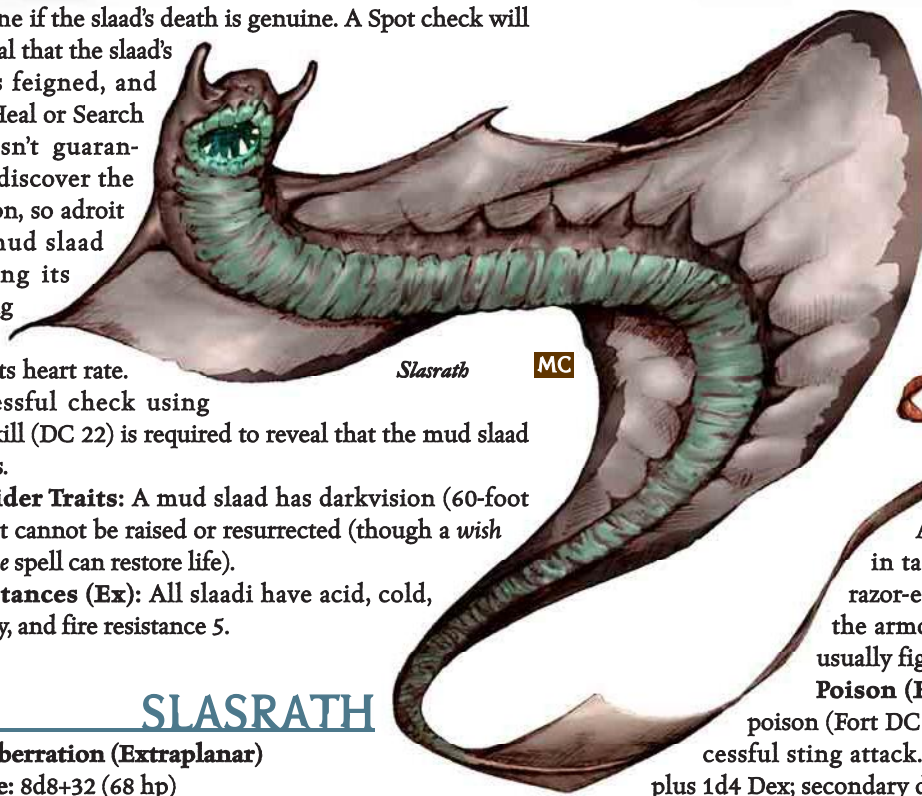 ne if the slaad's death is genuine. A Spot check will
al that the slaad's
s feigned, and
Heal or Search
sn't guaran-
discover the
on, so adroit
mud slaad
ng its
g
ts heart rate.
essful check using
kill (DC 22) is required to reveal that the mud slaad
s.
ider Traits: A mud slaad has darkvision (60-foot
t cannot be raised or resurrected (though a wish
e spell can restore life).
tances (Ex): All slaadi have acid, cold,
y, and fire resistance 5.
Slasrath
MC
SLASRATH
berration (Extraplanar)
e: 8d8+32 (68 hp)
A
in ta
razor-e
the armo
usually fig
Poison (E
poison (Fort DC
cessful sting attack.
plus 1d4 Dex; secondary d